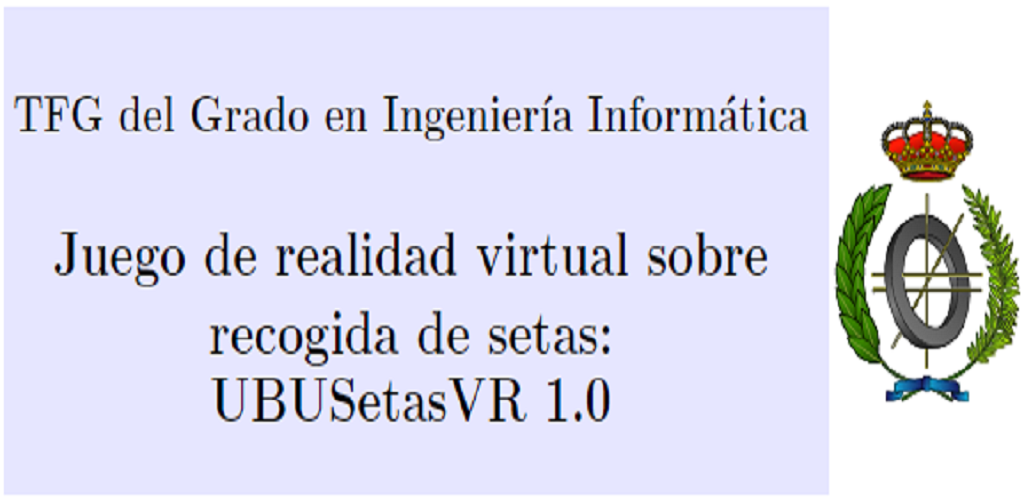 TFG del Grado en Ingeniería Informática
Juego de realidad virtual sobre
recogida de setas:
UBUSetasVR 1.0